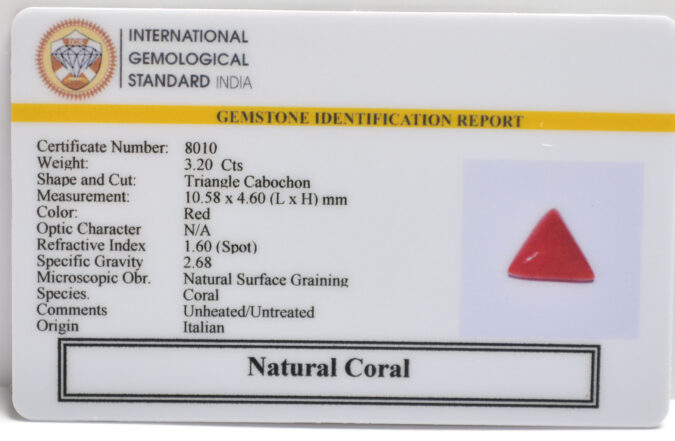 IGS
INTERNATIONAL
GEMOLOGICAL
STANDARD INDIA
GEMSTONE IDENTIFICATION REPORT
Certificate Number: 8010
Weight: 3.20 Cts
Shape and Cut: Triangle Cabochon
Measurement: 10.58 x 4.60 (L x H) mm
Color: Red
Optic Character N/A
Refractive Index 1.60 (Spot)
Specific Gravity 2.68
Microscopic Obr. Natural Surface Graining
Species. Coral
Comments Unheated/Untreated
Origin Italian
Natural Coral